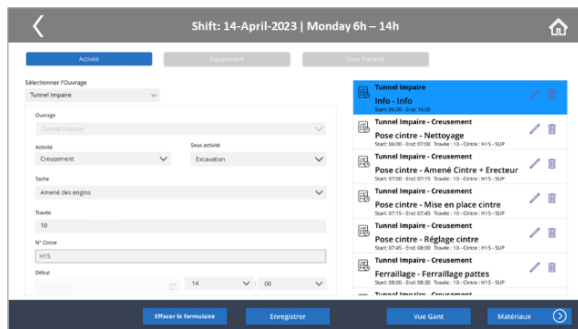 Shift: 14-April-2023 | Monday 6h – 14h
Activité
Equipement
Sous Traitants
Sélectionner l'Ouvrage
Tunnel Impaire
Ouvrage
Tunnel Impaire
Activité
Sous activité
Creusement
Excavation
Tache
Amené des engins
Travée
10
N° Cintre
H15
Début
14 : 00
Tunnel Impaire
Info - Info
Start: 06:00 - End: 14:00
Tunnel Impaire - Creusement
Pose cintre - Nettoyage
Start: 06:00 - End: 07:00 Travée : 10 - Cintre : H15 - SUP
Tunnel Impaire - Creusement
Pose cintre - Amené Cintre + Erecteur
Start: 07:00 - End: 07:15 Travée : 10 - Cintre : H15 - SUP
Tunnel Impaire - Creusement
Pose cintre - Mise en place cintre
Start: 07:15 - End: 07:45 Travée : 10 - Cintre : H15 - SUP
Tunnel Impaire - Creusement
Pose cintre - Réglage cintre
Start: 07:45 - End: 08:00 Travée : 10 - Cintre : H15 - SUP
Tunnel Impaire - Creusement
Ferraillage - Ferraillage pattes
Start: 08:00 - End: 08:30 Travée : 10 - Cintre : H15 - SUP
Tunnel Impaire - Creusement
Effacer le formulaire
Enregistrer
Vue Gant
Matériaux